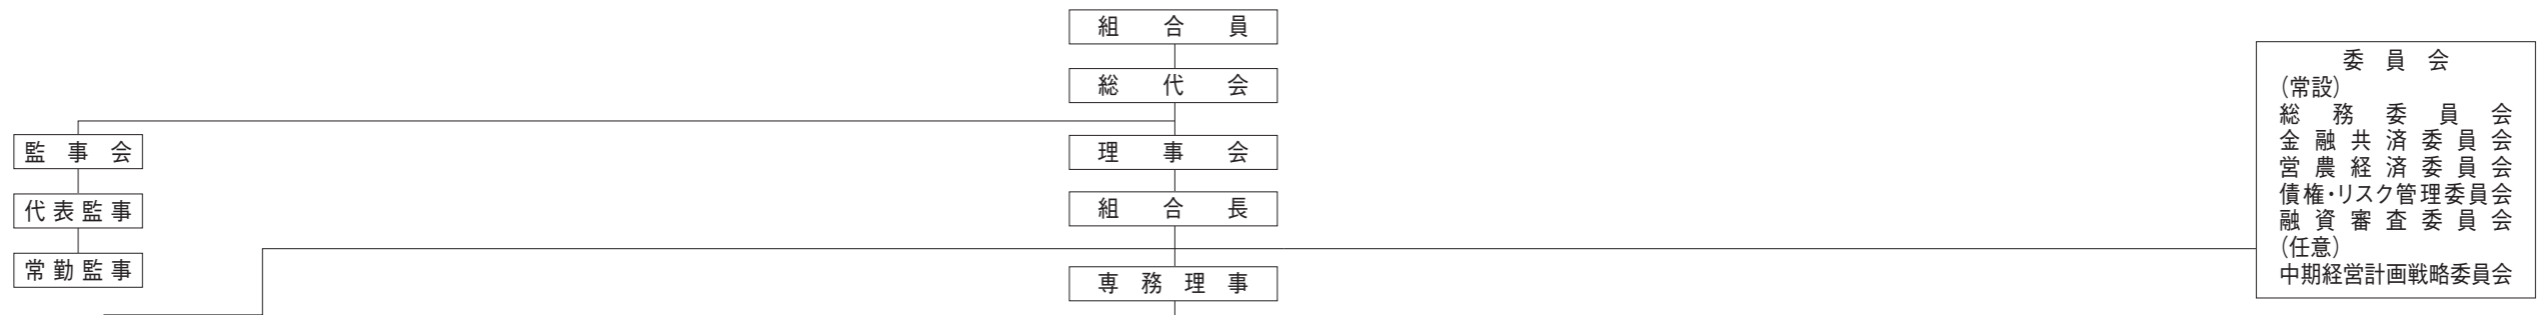 組合員
総代会
監事会
理事会
代表監事
組合長
常勤監事
専務理事
委員会
（常設）
総務委員会
金融共済委員会
営農経済委員会
債権・リスク管理委員会
融資審査委員会
（任意）
中期経営計画戦略委員会